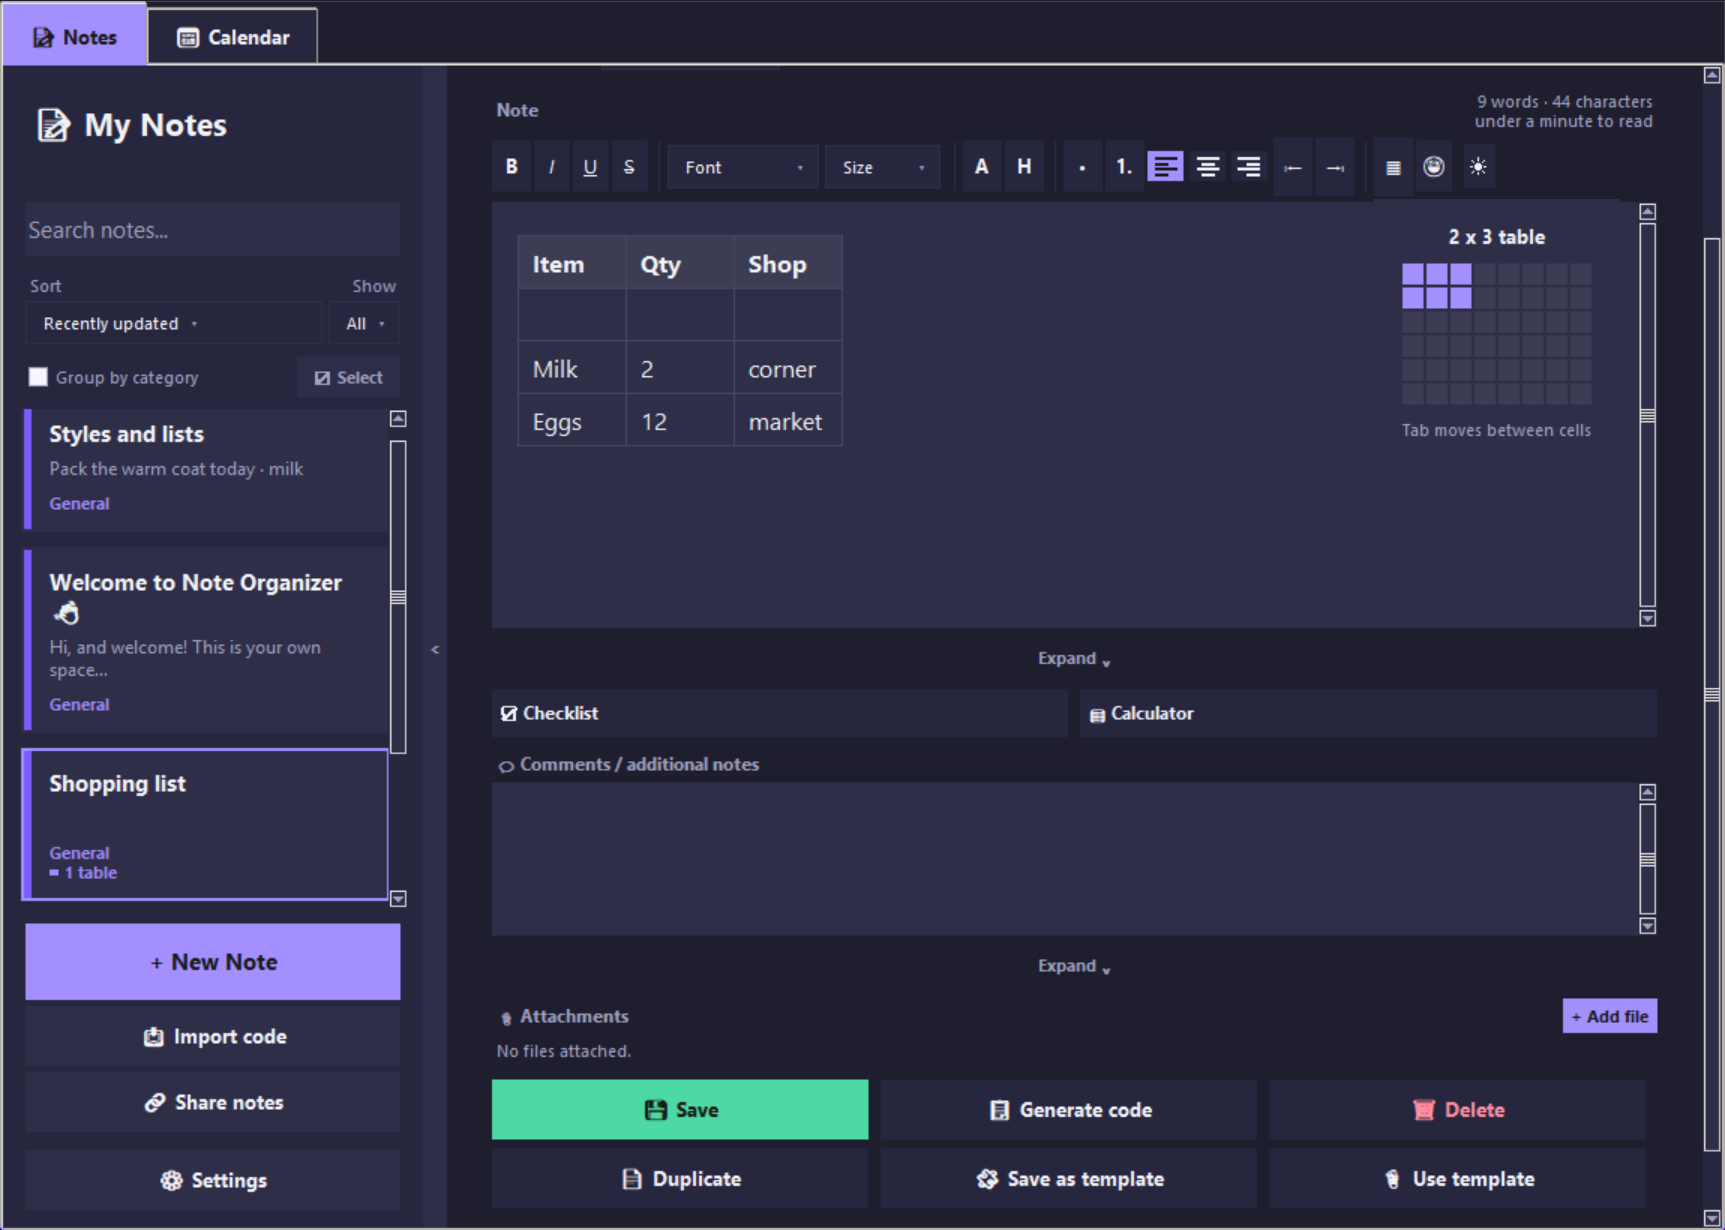 Notes
Calendar
My Notes
Search notes...
Sort
Show
Recently updated
All
Group by category
Select
Styles and lists
Pack the warm coat today · milk
General
Welcome to Note Organizer
Hi, and welcome! This is your own
space...
General
Shopping list
General
1 table
+ New Note
Import code
Share notes
Settings
<
Note
9 words · 44 characters
under a minute to read
B I U S Font Size A H • 1.
Item Qty Shop
Milk 2 corner
Eggs 12 market
2 x 3 table
Tab moves between cells
Expand
Checklist
Calculator
Comments / additional notes
Expand
Attachments
+ Add file
No files attached.
Save
Generate code
Delete
Duplicate
Save as template
Use template